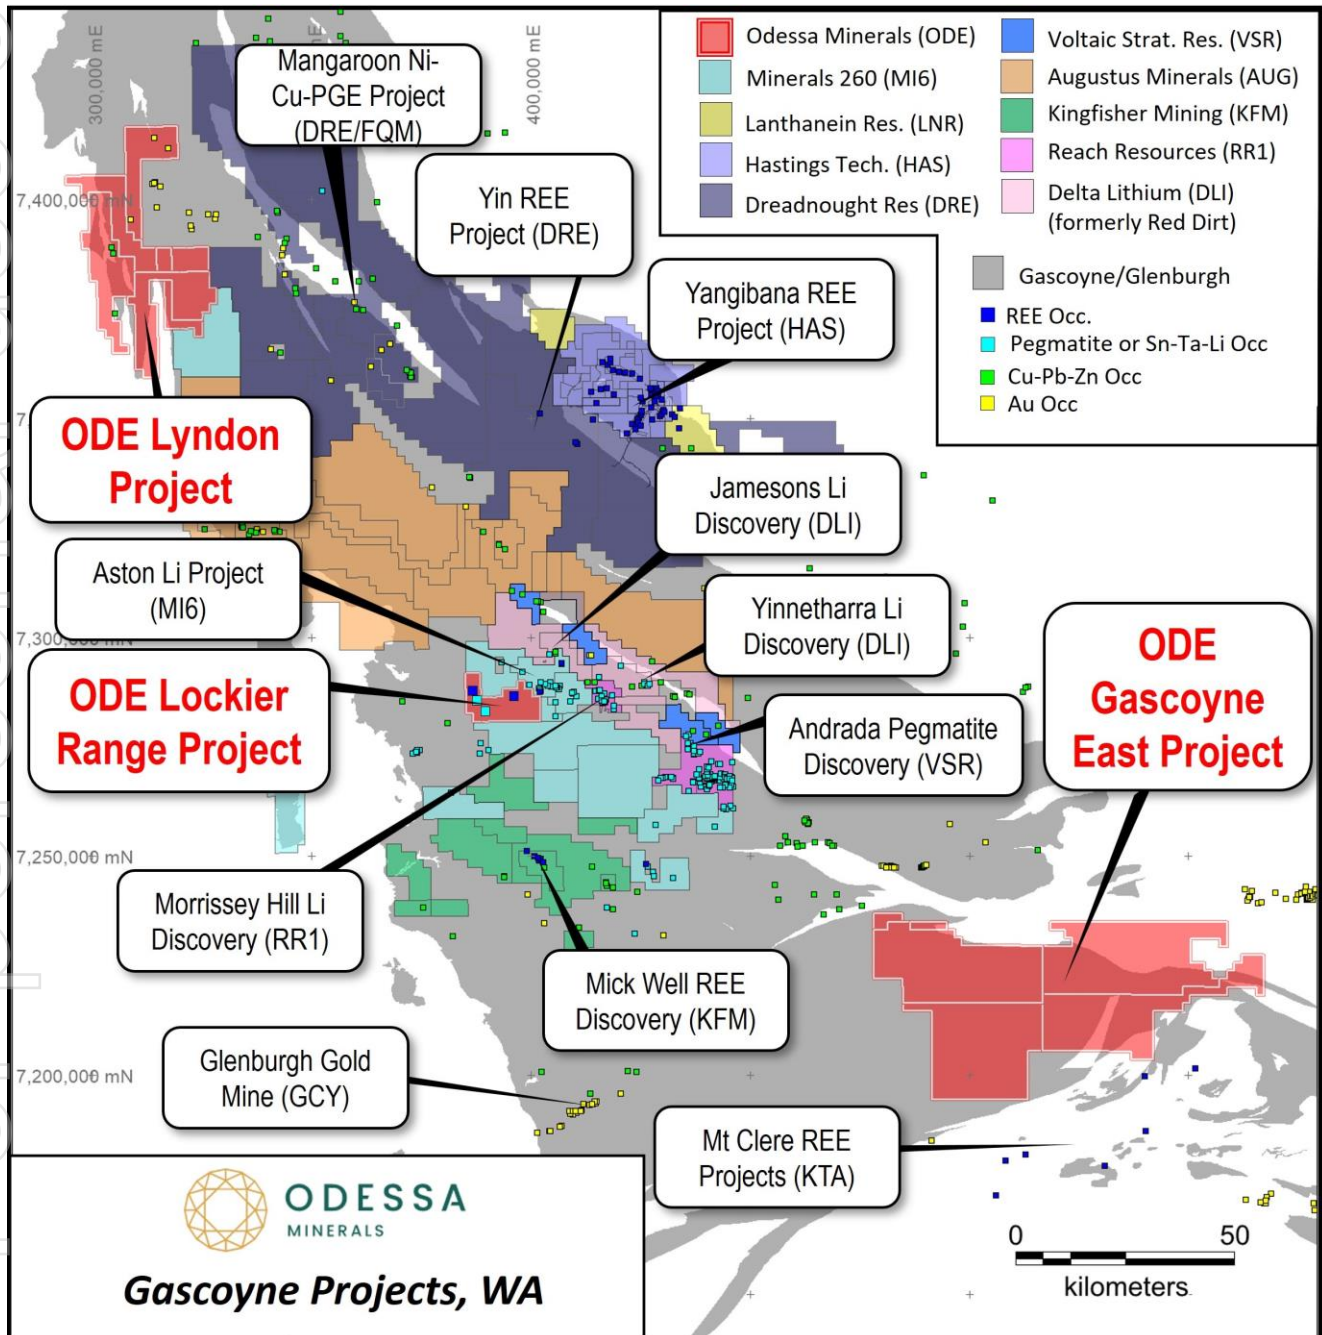 300,000 mE
400,000 mE
Mangaroon Ni-
Cu-PGE Project
(DRE/FQM)
Odessa Minerals (ODE)
Minerals 260 (MI6)
Lanthanein Res. (LNR)
Hastings Tech. (HAS)
Dreadnought Res (DRE)
Voltaic Strat. Res. (VSR)
Augustus Minerals (AUG)
Kingfisher Mining (KFM)
Reach Resources (RR1)
Delta Lithium (DLI)
(formerly Red Dirt)
Gascoyne/Glenburgh
REE Occ.
Pegmatite or Sn-Ta-Li Occ
Cu-Pb-Zn Occ
Au Occ
7,400,000 mN
Yin REE
Project (DRE)
Yangibana REE
Project (HAS)
ODE Lyndon
Project
Jamesons Li
Discovery (DLI)
Aston Li Project
(MI6)
Yinnetharra Li
Discovery (DLI)
7,300,000 mN
ODE Lockier
Range Project
ODE
Gascoyne
East Project
Andrada Pegmatite
Discovery (VSR)
7,250,000 mN
Morrissey Hill Li
Discovery (RR1)
Mick Well REE
Discovery (KFM)
Glenburgh Gold
Mine (GCY)
7,200,000 mN
Mt Clere REE
Projects (KTA)
ODESSA
MINERALS
Gascoyne Projects, WA
0 50
kilometers